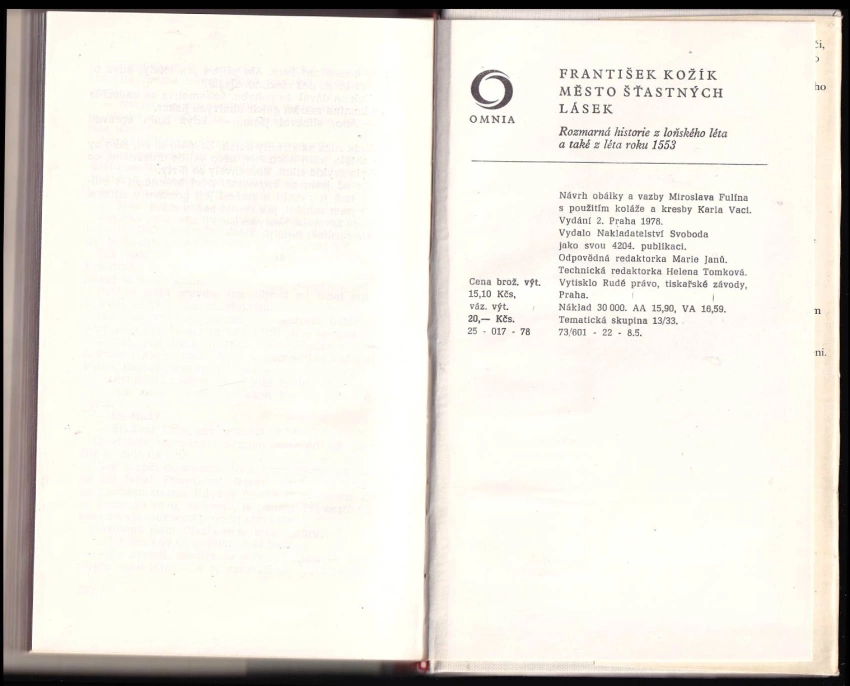 OMNIA
FRANTIŠEK KOŽÍK
MĚSTO ŠŤASTNÝCH
LÁSEK
Rozmarná historie z loňského léta
a také z léta roku 1553
Návrh obálky a vazby Miroslava Fulína
s použitím koláže a kresby Karla Vaci.
Vydání 2. Praha 1978.
Vydalo Nakladatelství Svoboda
jako svou 4204. publikaci.
Odpovědná redaktorka Marie Janů.
Technická redaktorka Helena Tomková.
Vytisklo Rudé právo, tiskařské závody,
Praha.
Náklad 30 000. AA 15,90, VA 16,59.
Tematická skupina 13/33.
73/601 - 22 - 8.5.
Cena brož. výt.
15,10 Kčs,
váz. výt.
20,— Kčs.
25 - 017 - 78
ho
ní.